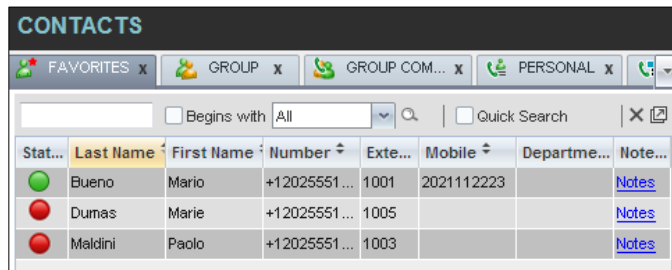 CONTACTS
FAVORITES x GROUP x GROUP COM... x PERSONAL x
Begins with All Quick Search
Stat... Last Name First Name Number Exte... Mobile Departme... Note...
Bueno Mario +12025551... 1001 2021112223 Notes
Dumas Marie +12025551... 1005 Notes
Maldini Paolo +12025551... 1003 Notes